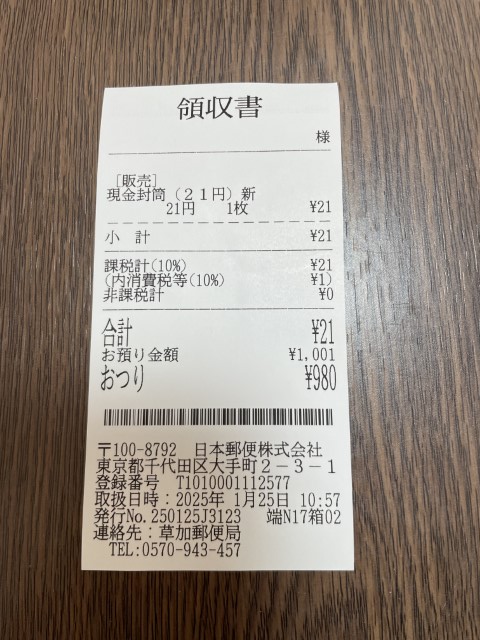 領収書
様
[販売]
現金封筒（２１円）新
21円 1枚 ¥21
小 計 ¥21
課税計(10%) ¥21
(内消費税等(10%) ¥1)
非課税計 ¥0
合計 ¥21
お預り金額 ¥1,001
おつり ¥980
〒100-8792 日本郵便株式会社
東京都千代田区大手町２－３－１
登録番号 T1010001112577
取扱日時：2025年 1月25日 10:57
発行No.250125J3123 端N17箱02
連絡先：草加郵便局
TEL:0570-943-457